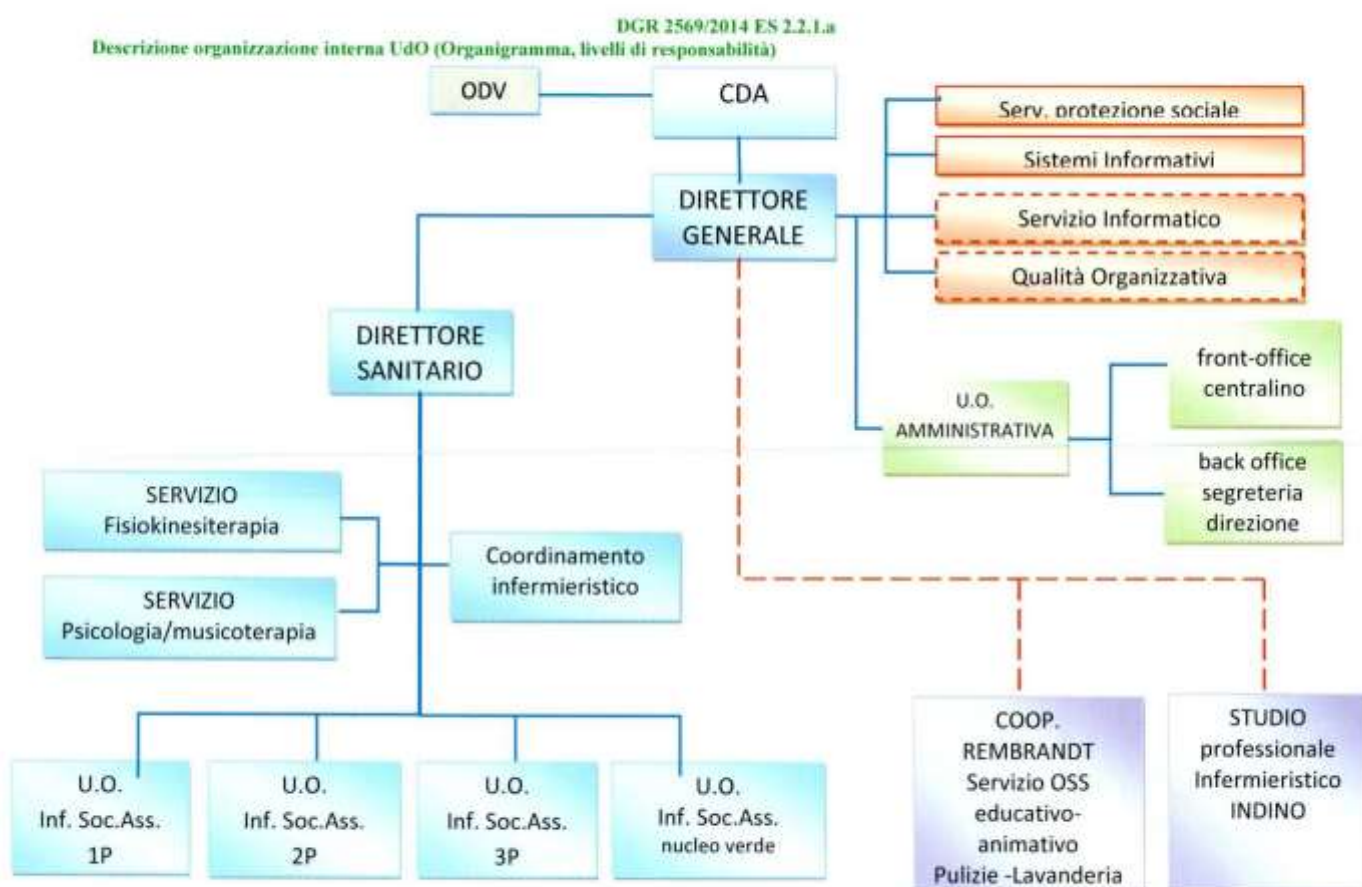 DGR 2569/2014 ES 2.2.1.a
Descrizione organizzazione interna UdO (Organigramma, livelli di responsabilità)
ODV
CDA
Serv. protezione sociale
Sistemi Informativi
DIRETTORE
GENERALE
Servizio Informatico
Qualità Organizzativa
DIRETTORE
SANITARIO
front-office
centralino
U.O.
AMMINISTRATIVA
back office
segreteria
direzione
SERVIZIO
Fisiokinesiterapia
Coordinamento
infermieristico
SERVIZIO
Psicologia/musicoterapia
U.O.
Inf. Soc.Ass.
1P
U.O.
Inf. Soc.Ass.
2P
U.O.
Inf. Soc.Ass.
3P
U.O.
Inf. Soc.Ass.
nucleo verde
COOP.
REMBRANDT
Servizio OSS
educativo-
animativo
Pulizie -Lavanderia
STUDIO
professionale
Infermieristico
INDINO